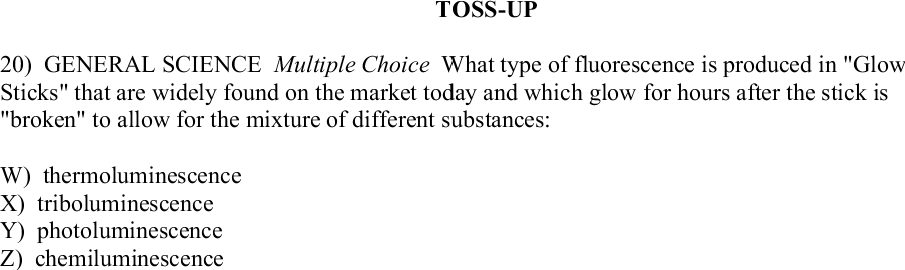 TOSS-UP
20) GENERAL SCIENCE Multiple Choice What type of fluorescence is produced in "Glow
Sticks" that are widely found on the market today and which glow for hours after the stick is
"broken" to allow for the mixture of different substances:
W) thermoluminescence
X) triboluminescence
Y) photoluminescence
Z) chemiluminescence